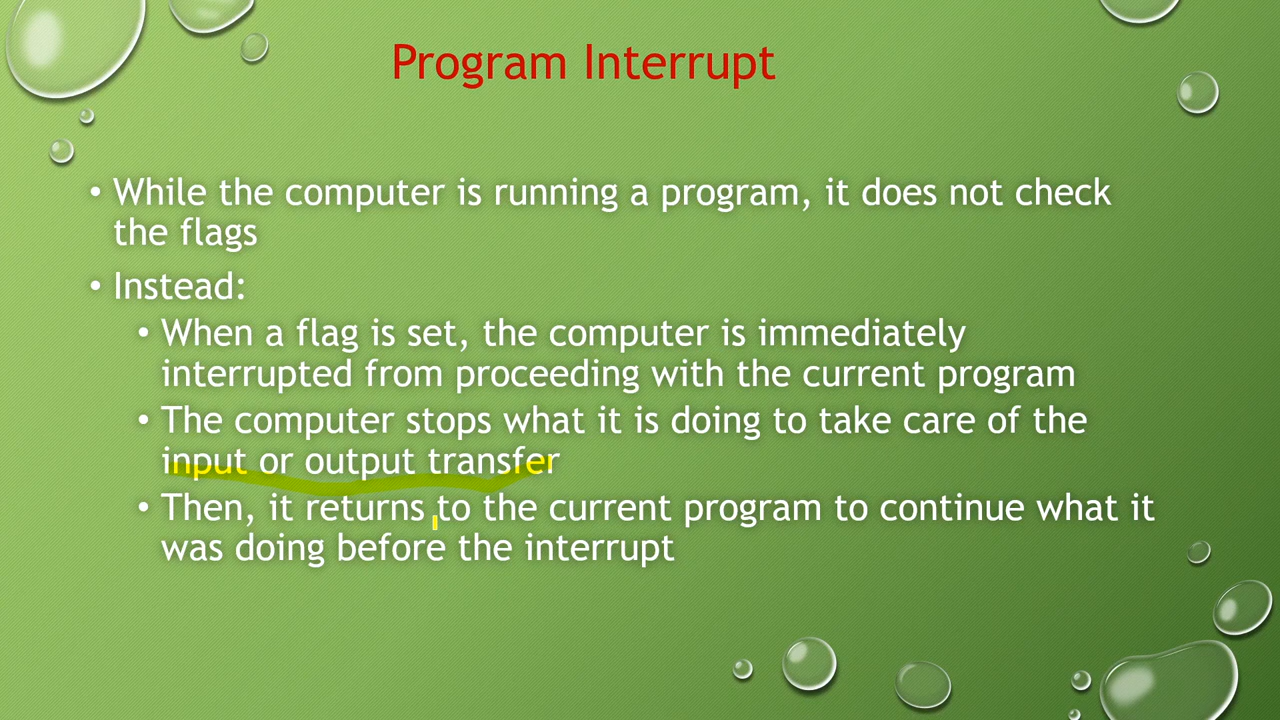 Program Interrupt
• While the computer is running a program, it does not check
the flags
• Instead:
• When a flag is set, the computer is immediately
interrupted from proceeding with the current program
• The computer stops what it is doing to take care of the
input or output transfer
• Then, it returns to the current program to continue what it
was doing before the interrupt